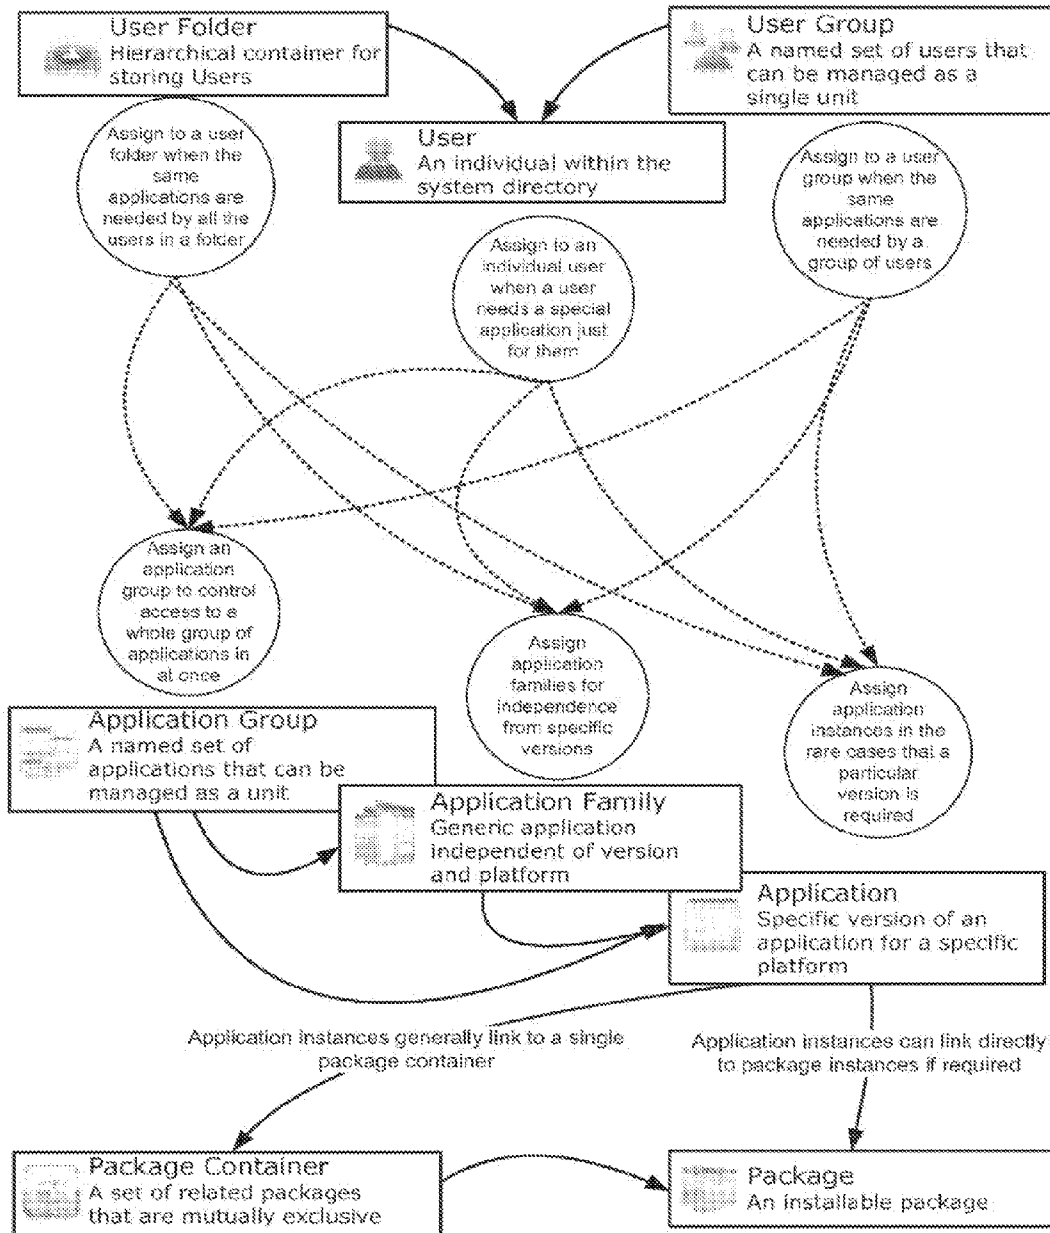 User Folder
Hierarchical container for
storing Users
User Group
A named set of users that
can be managed as a
single unit
User
An individual within the
system directory
Assign to a user
folder when the
same
applications are
needed by all the
users in a folder
Assign to an
individual user
when a user
needs a special
application just
for them
Assign to a user
group when the
same
applications are
needed by a
group of users
Assign an
application
group to control
access to a
whole group of
applications in
at once
Assign
application
families for
independence
from specific
versions
Assign
application
instances in the
rare cases that a
particular
version is
required
Application Group
A named set of
applications that can be
managed as a unit
Application Family
Generic application
independent of version
and platform
Application
Specific version of an
application for a specific
platform
Application instances generally link to a single
package container
Application instances can link directly
to package instances if required
Package Container
A set of related packages
that are mutually exclusive
Package
An installable package